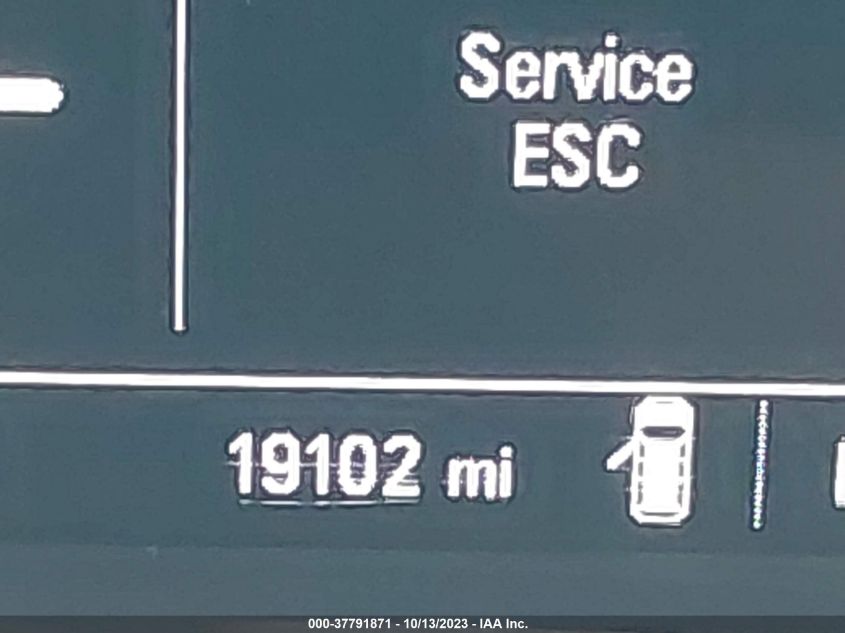 Service
ESC
19102 mi
000-37791871 - 10/13/2023 - IAA Inc.